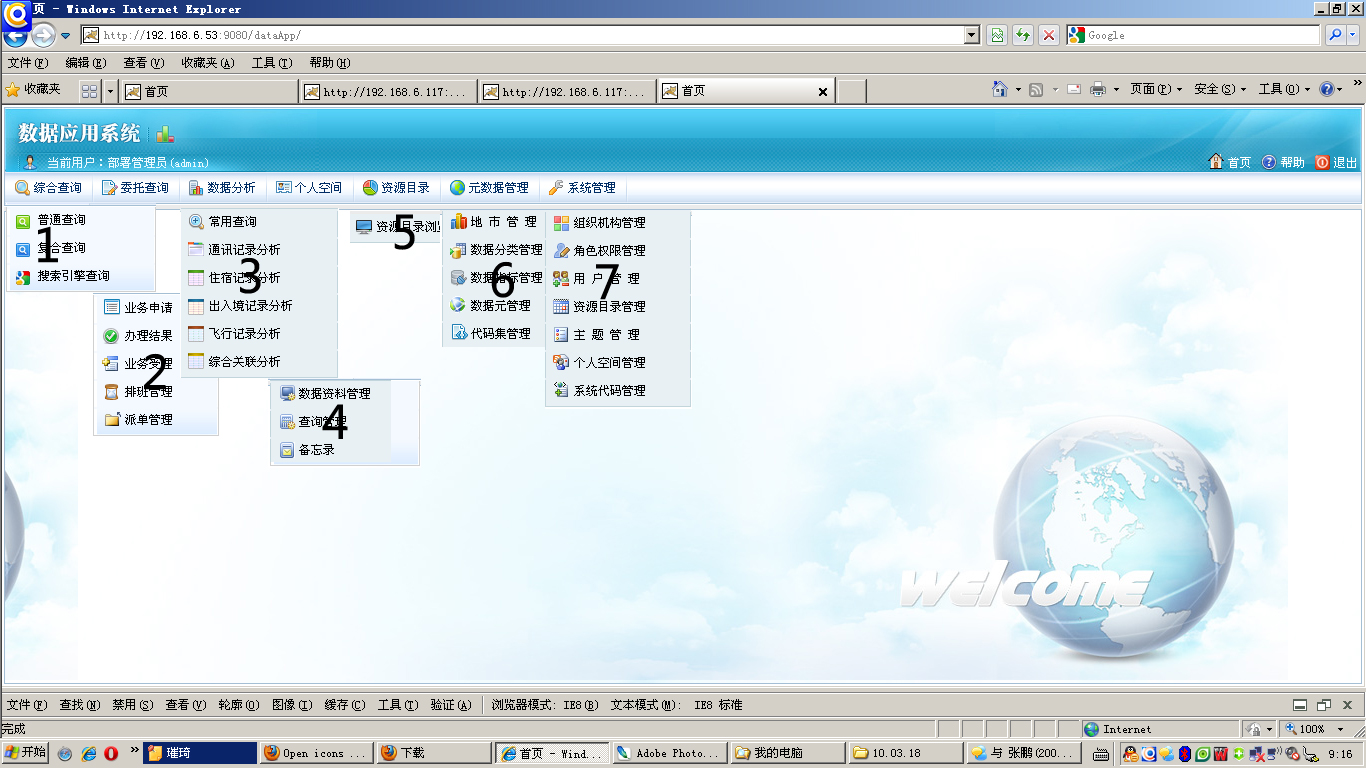 页 - Windows Internet Explorer
http://192.168.6.53:9080/dataApp/
Google
文件(F) 编辑(E) 查看(V) 收藏夹(A) 工具(T) 帮助(H)
收藏夹 首页 http://192.168.6.117:... http://192.168.6.117:... 首页 页面(P) 安全(S) 工具(O)
数据应用系统
当前用户：部署管理员(admin) 首页 帮助 退出
综合查询 委托查询 数据分析 个人空间 资源目录 元数据管理 系统管理
普通查询
复合查询
搜索引擎查询
1
业务申请
办理结果
业务受理
排班管理
派单管理
2
常用查询
通讯记录分析
住宿记录分析
出入境记录分析
飞行记录分析
综合关联分析
3
数据资料管理
查询管理
备忘录
4
资源目录浏
5
地市管理
数据分类管理
数据指标管理
数据元管理
代码集管理
6
组织机构管理
角色权限管理
用户管理
资源目录管理
主题管理
个人空间管理
系统代码管理
7
welcome
文件(F) 查找(N) 禁用(S) 查看(V) 轮廓(O) 图像(I) 缓存(C) 工具(T) 验证(A) 浏览器模式: IE8(B) 文本模式(M): IE8 标准
完成 Internet 100%
开始 璀琦 Open icons ... 下载 首页 - Wind... Adobe Photo... 我的电脑 10.03.18 与 张鹏(200... 9:16